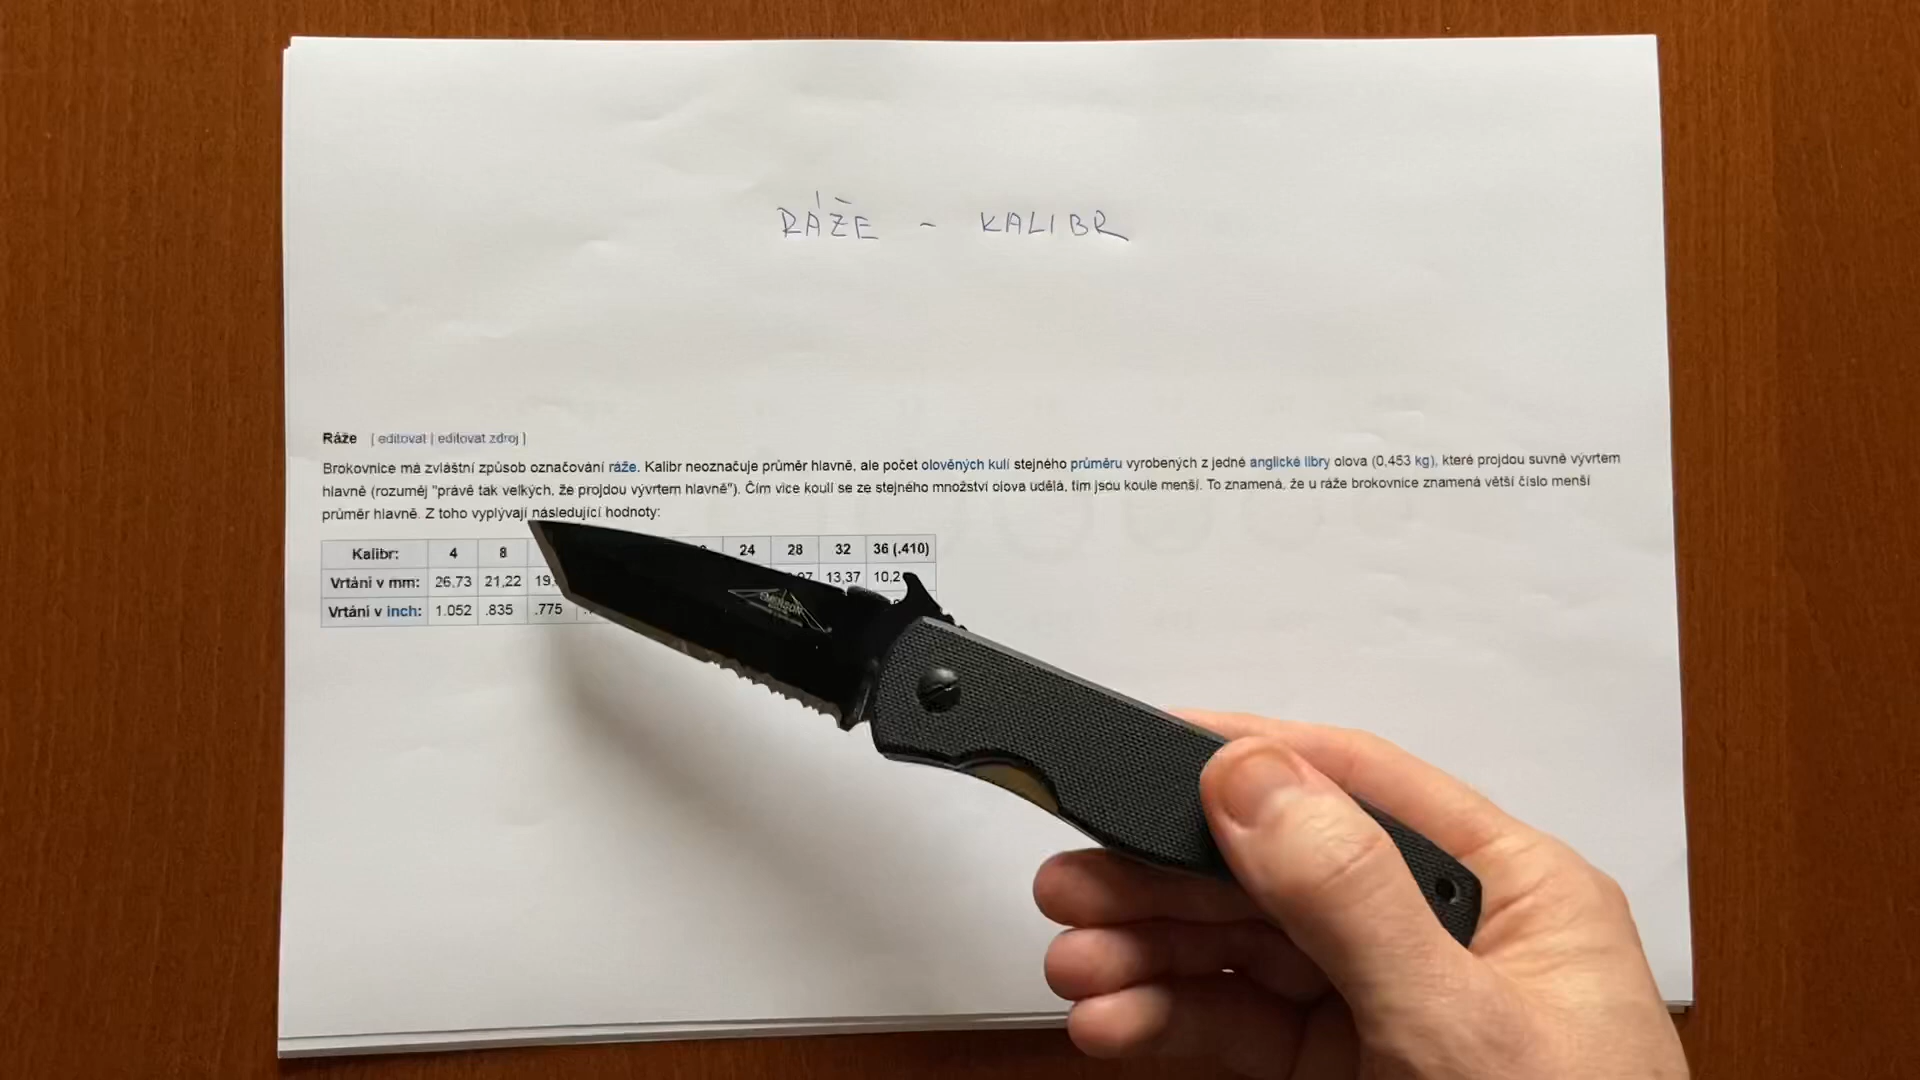 RÁŽE - KALIBR
Ráže [ editovat | editovat zdroj ]
Brokovnice má zvláštní způsob označování ráže. Kalibr neoznačuje průměr hlavně, ale počet olověných kulí stejného průměru vyrobených z jedné anglické libry olova (0,453 kg), které projdou suvně vývrtem
hlavně (rozuměj "právě tak velkých, že projdou vývrtem hlavně"). Čím více koulí se ze stejného množství olova udělá, tím jsou koule menší. To znamená, že u ráže brokovnice znamená větší číslo menší
průměr hlavně. Z toho vyplývají následující hodnoty:
Kalibr: 4 8 24 28 32 36 (.410)
Vrtání v mm: 26,73 21,22 13,37
Vrtání v inch: 1.052 .835 .775
EMERSON